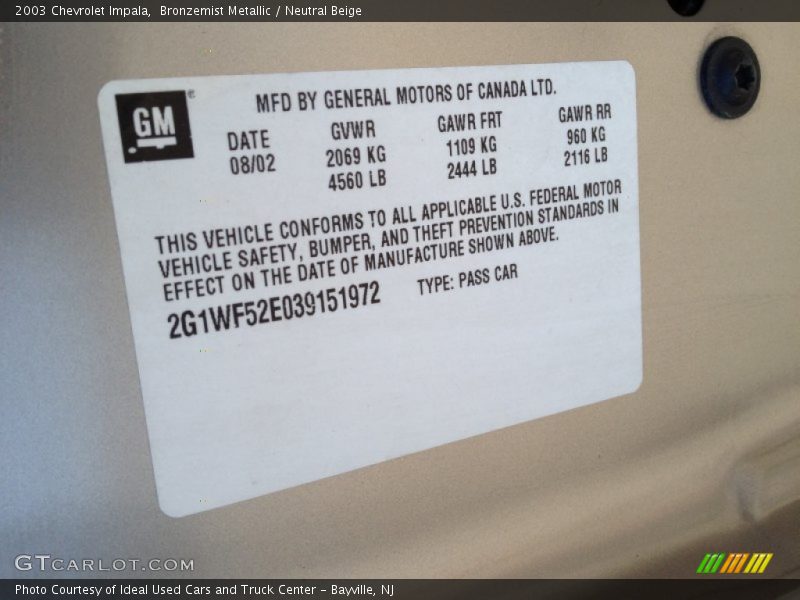 2003 Chevrolet Impala,  Bronzemist Metallic / Neutral Beige
GM
®
MFD BY GENERAL MOTORS OF CANADA LTD.
DATE GVWR GAWR FRT GAWR RR
08/02 2069 KG 1109 KG 960 KG
4560 LB 2444 LB 2116 LB
THIS VEHICLE CONFORMS TO ALL APPLICABLE U.S. FEDERAL MOTOR
VEHICLE SAFETY, BUMPER, AND THEFT PREVENTION STANDARDS IN
EFFECT ON THE DATE OF MANUFACTURE SHOWN ABOVE.
2G1WF52E039151972 TYPE: PASS CAR
GTCARLOT.COM
Photo Courtesy of Ideal Used Cars and Truck Center - Bayville, NJ